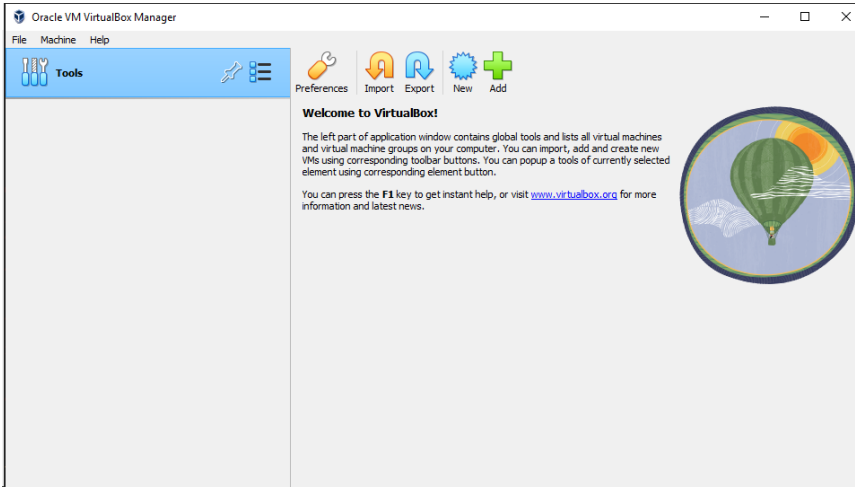 Oracle VM VirtualBox Manager
File Machine Help
Tools
Preferences Import Export New Add
Welcome to VirtualBox!
The left part of application window contains global tools and lists all virtual machines
and virtual machine groups on your computer. You can import, add and create new
VMs using corresponding toolbar buttons. You can popup a tools of currently selected
element using corresponding element button.
You can press the F1 key to get instant help, or visit www.virtualbox.org for more
information and latest news.